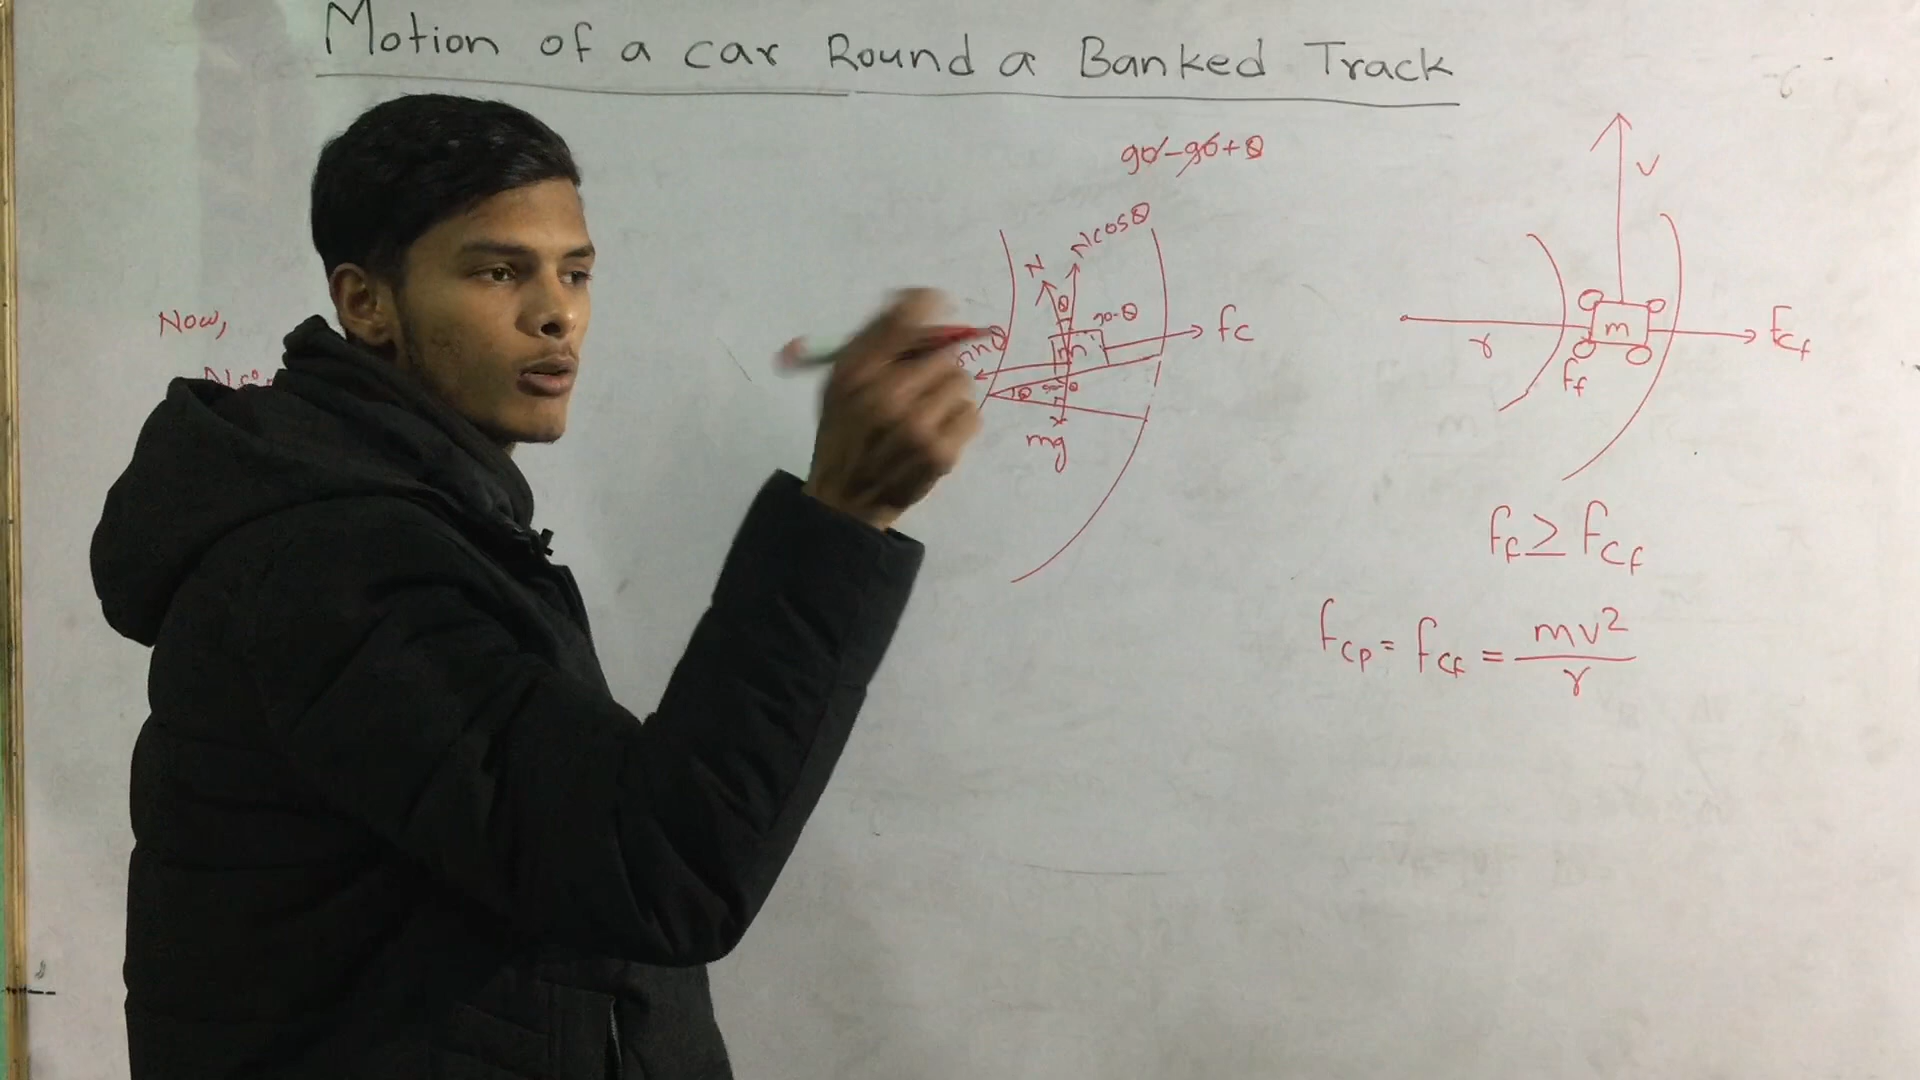 Motion of a car Round a Banked Track
90-90+θ
Ncosθ
N
θ
90-θ
fc
m
θ
mg
Now,
V
m
r
Ff
Fcf
Ff ≥ Fcf
Fcp = Fcf = mv²/r